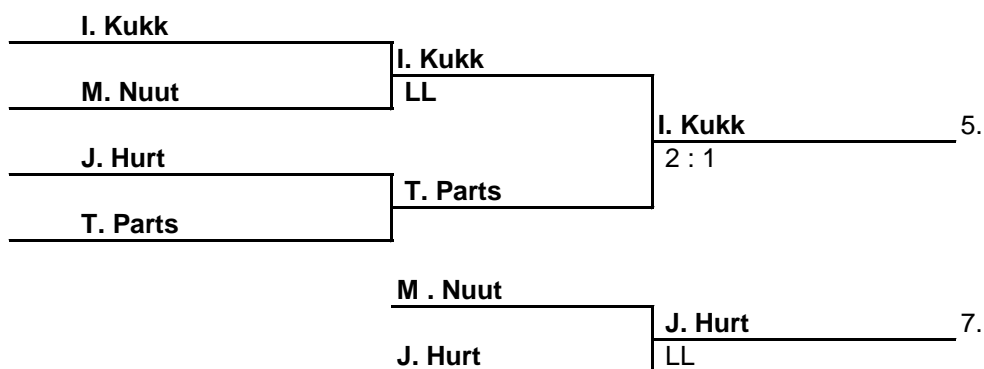 I. Kukk
I. Kukk
M. Nuut
LL
I. Kukk 5.
J. Hurt
2 : 1
T. Parts
T. Parts
M . Nuut
J. Hurt 7.
J. Hurt
LL